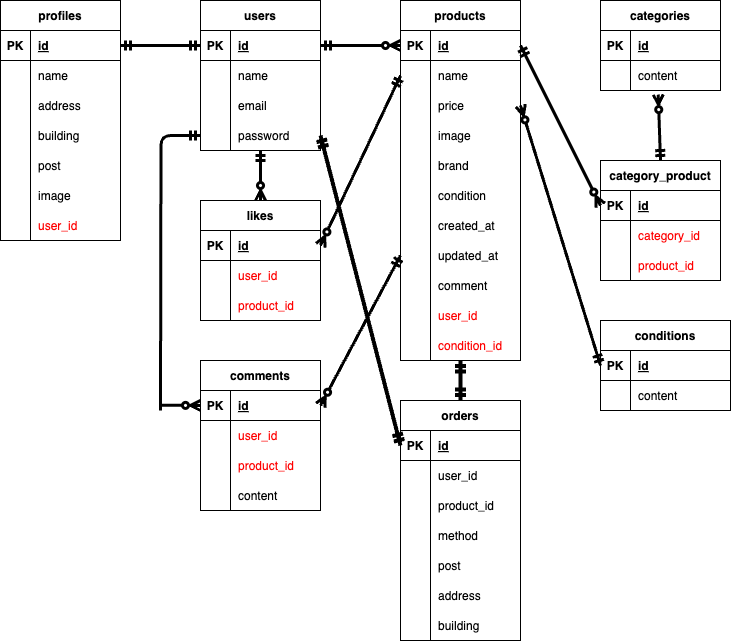 profiles
PK id
name
address
building
post
image
user_id
users
PK id
name
email
password
likes
PK id
user_id
product_id
comments
PK id
user_id
product_id
content
products
PK id
name
price
image
brand
condition
created_at
updated_at
comment
user_id
condition_id
orders
PK id
user_id
product_id
method
post
address
building
categories
PK id
content
category_product
PK id
category_id
product_id
conditions
PK id
content